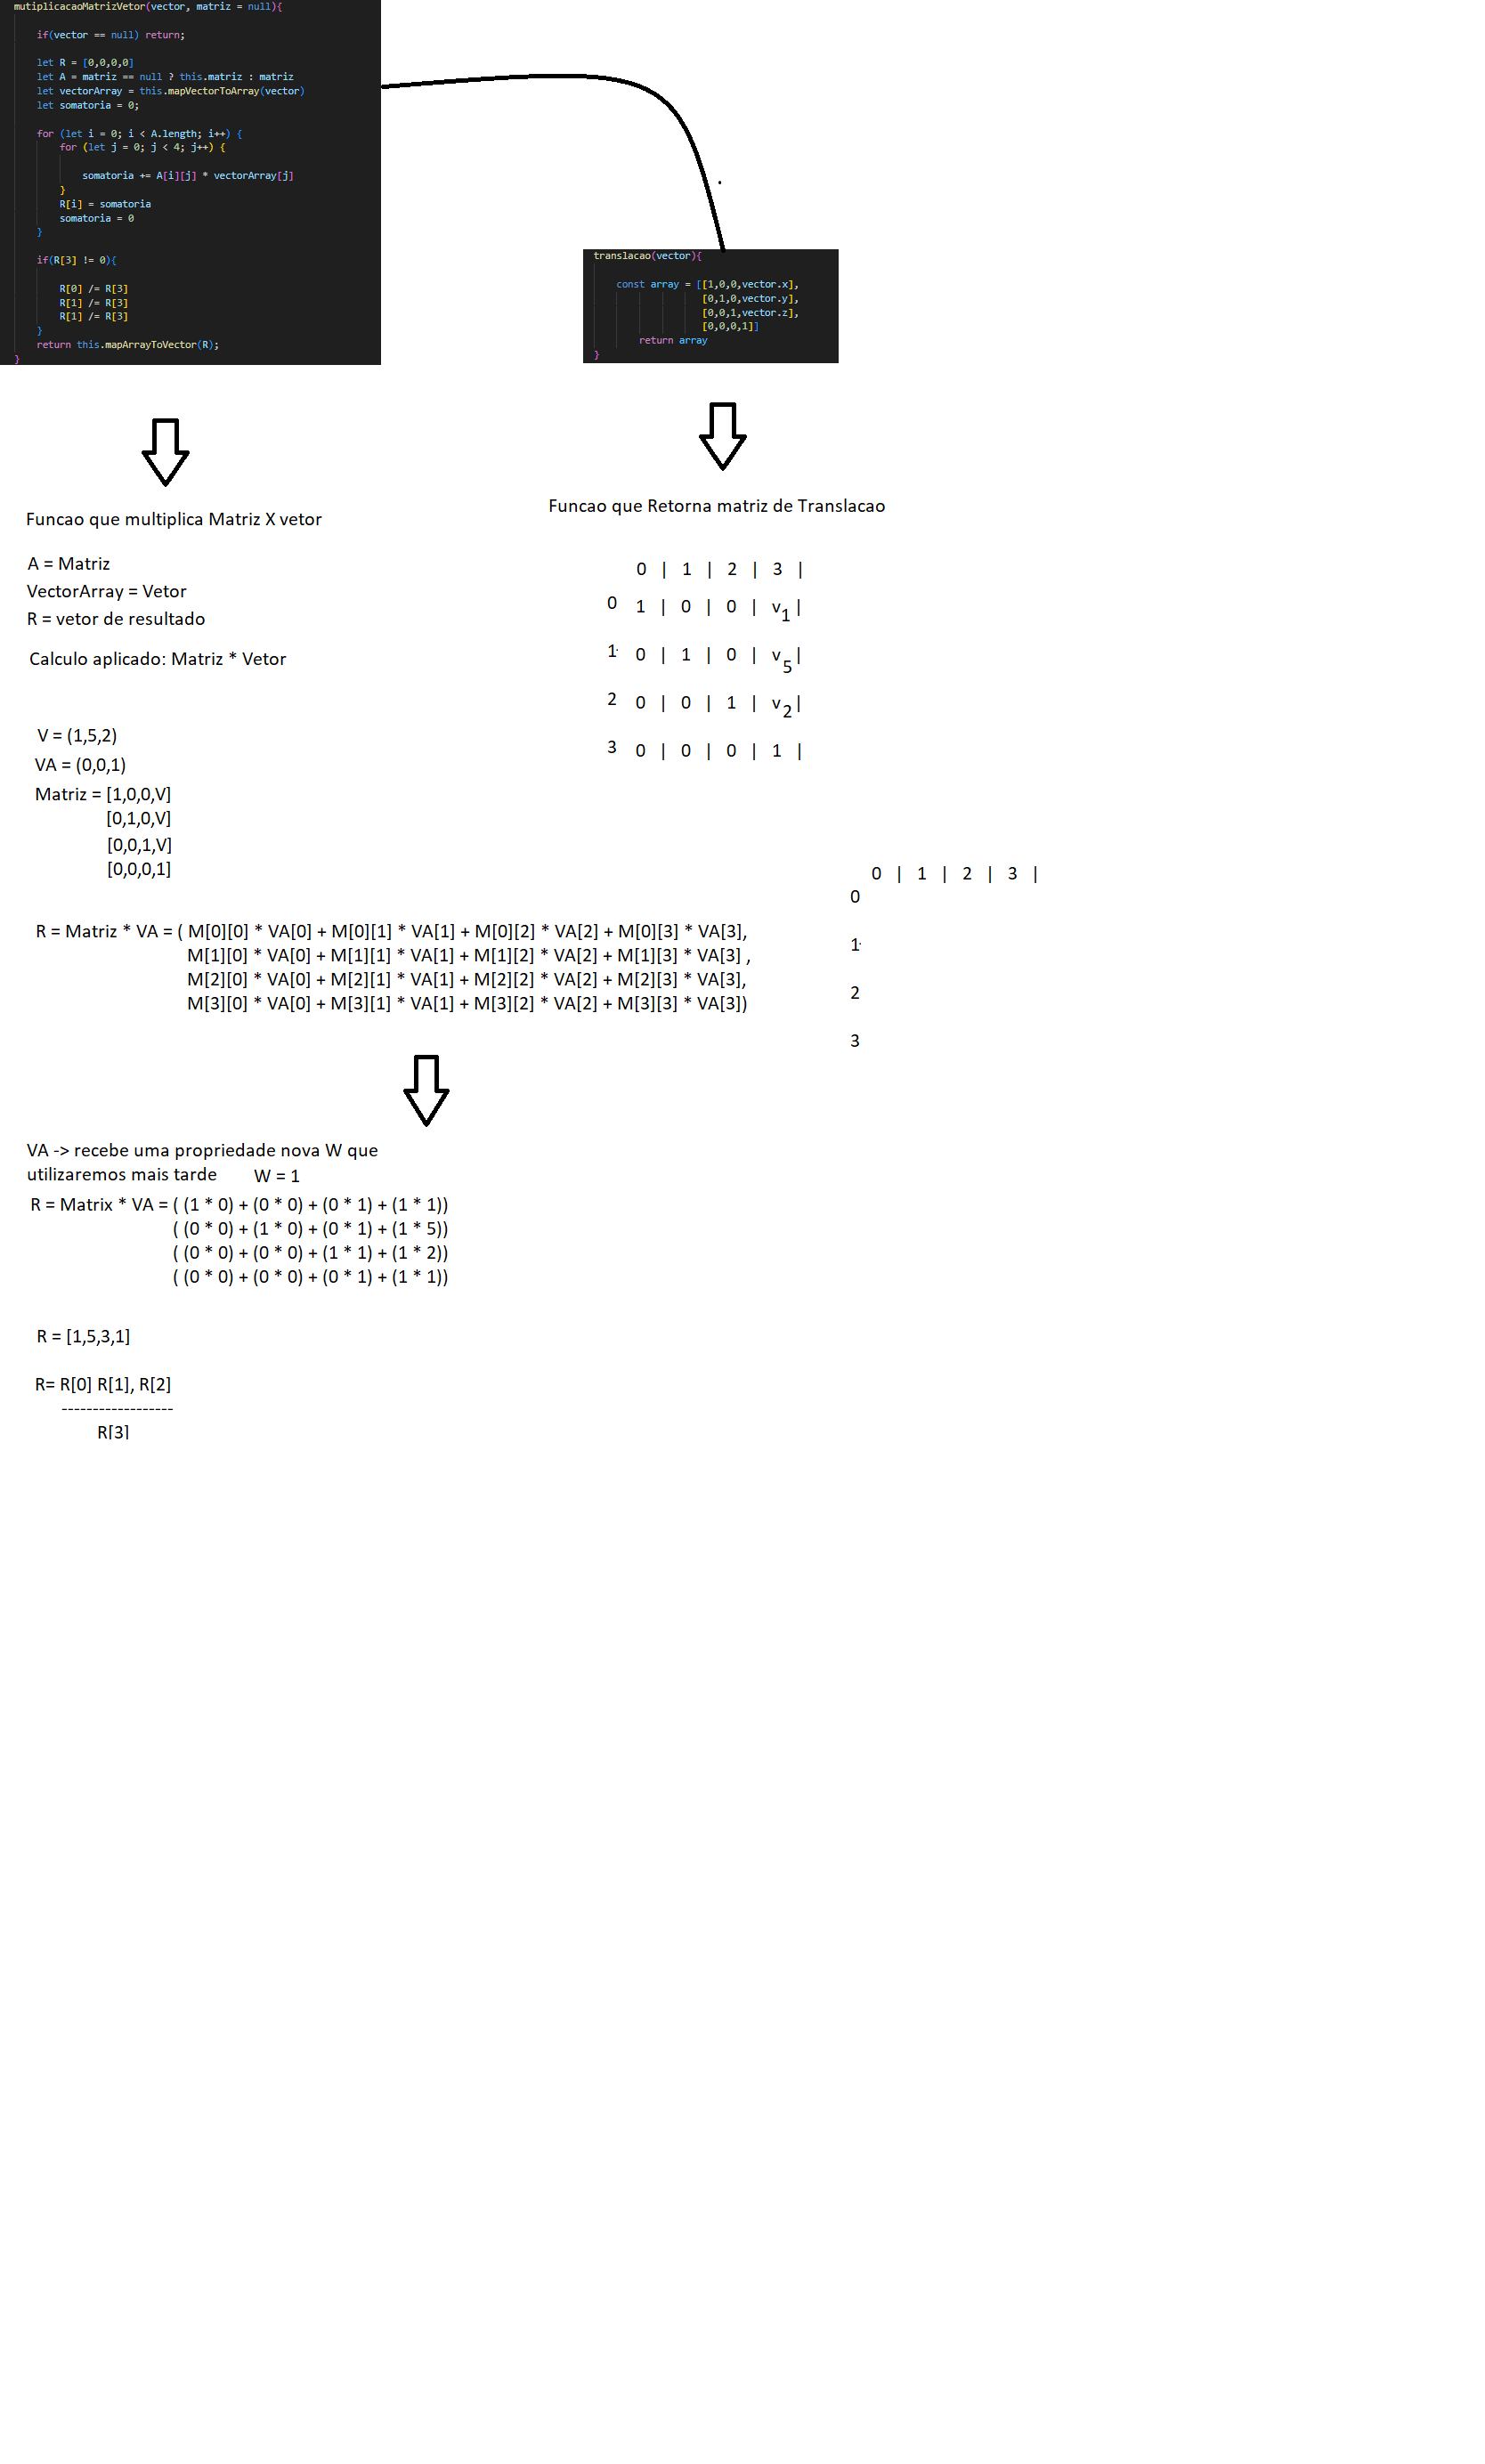 mutiplicacaoMatrizVetor(vector, matriz = null){
if(vector == null) return;
let R = [0,0,0,0]
let A = matriz == null ? this.matriz : matriz
let vectorArray = this.mapVectorToArray(vector)
let somatoria = 0;
for (let i = 0; i < A.length; i++) {
for (let j = 0; j < 4; j++) {
somatoria += A[i][j] * vectorArray[j]
}
R[i] = somatoria
somatoria = 0
}
if(R[3] != 0){
R[0] /= R[3]
R[1] /= R[3]
R[1] /= R[3]
}
return this.mapArrayToVector(R);
}
translacao(vector){
const array = [[1,0,0,vector.x],
[0,1,0,vector.y],
[0,0,1,vector.z],
[0,0,0,1]]
return array
}
Funcao que multiplica Matriz X vetor
A = Matriz
VectorArray = Vetor
R = vetor de resultado
Calculo aplicado: Matriz * Vetor
Funcao que Retorna matriz de Translacao
0 | 1 | 2 | 3 |
0 1 | 0 | 0 | v1 |
1 0 | 1 | 0 | v5 |
2 0 | 0 | 1 | v2 |
3 0 | 0 | 0 | 1 |
V = (1,5,2)
VA = (0,0,1)
Matriz = [1,0,0,V]
[0,1,0,V]
[0,0,1,V]
[0,0,0,1]
R = Matriz * VA = ( M[0][0] * VA[0] + M[0][1] * VA[1] + M[0][2] * VA[2] + M[0][3] * VA[3],
M[1][0] * VA[0] + M[1][1] * VA[1] + M[1][2] * VA[2] + M[1][3] * VA[3] ,
M[2][0] * VA[0] + M[2][1] * VA[1] + M[2][2] * VA[2] + M[2][3] * VA[3],
M[3][0] * VA[0] + M[3][1] * VA[1] + M[3][2] * VA[2] + M[3][3] * VA[3])
0 | 1 | 2 | 3 |
0
1
2
3
VA -> recebe uma propriedade nova W que
utilizaremos mais tarde W = 1
R = Matrix * VA = ( (1 * 0) + (0 * 0) + (0 * 1) + (1 * 1))
( (0 * 0) + (1 * 0) + (0 * 1) + (1 * 5))
( (0 * 0) + (0 * 0) + (1 * 1) + (1 * 2))
( (0 * 0) + (0 * 0) + (0 * 1) + (1 * 1))
R = [1,5,3,1]
R= R[0] R[1], R[2]
------------------
R[3]